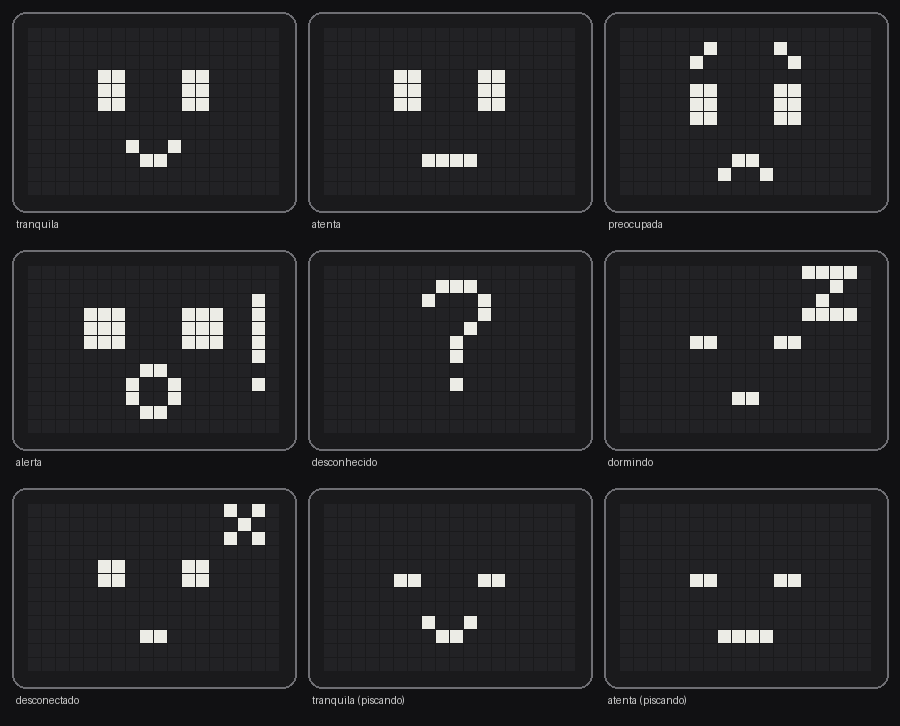 tranquila
atenta
preocupada
alerta
desconhecido
dormindo
desconectado
tranquila (piscando)
atenta (piscando)